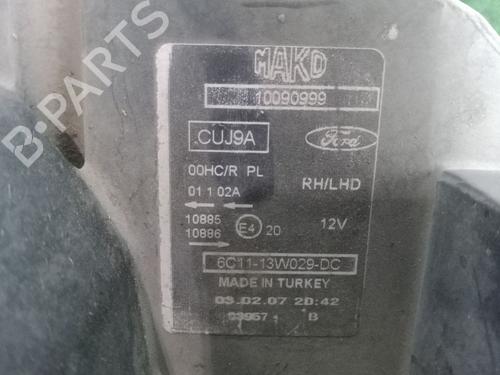 MAKO
10090999
CUJ9A
Ford
00HC/R PL
01 1 02A
RH/LHD
10885
10886
E4 20
12V
6C11-13W029-DC
MADE IN TURKEY
03.02.07 20:42
03957 B
B-PARTS